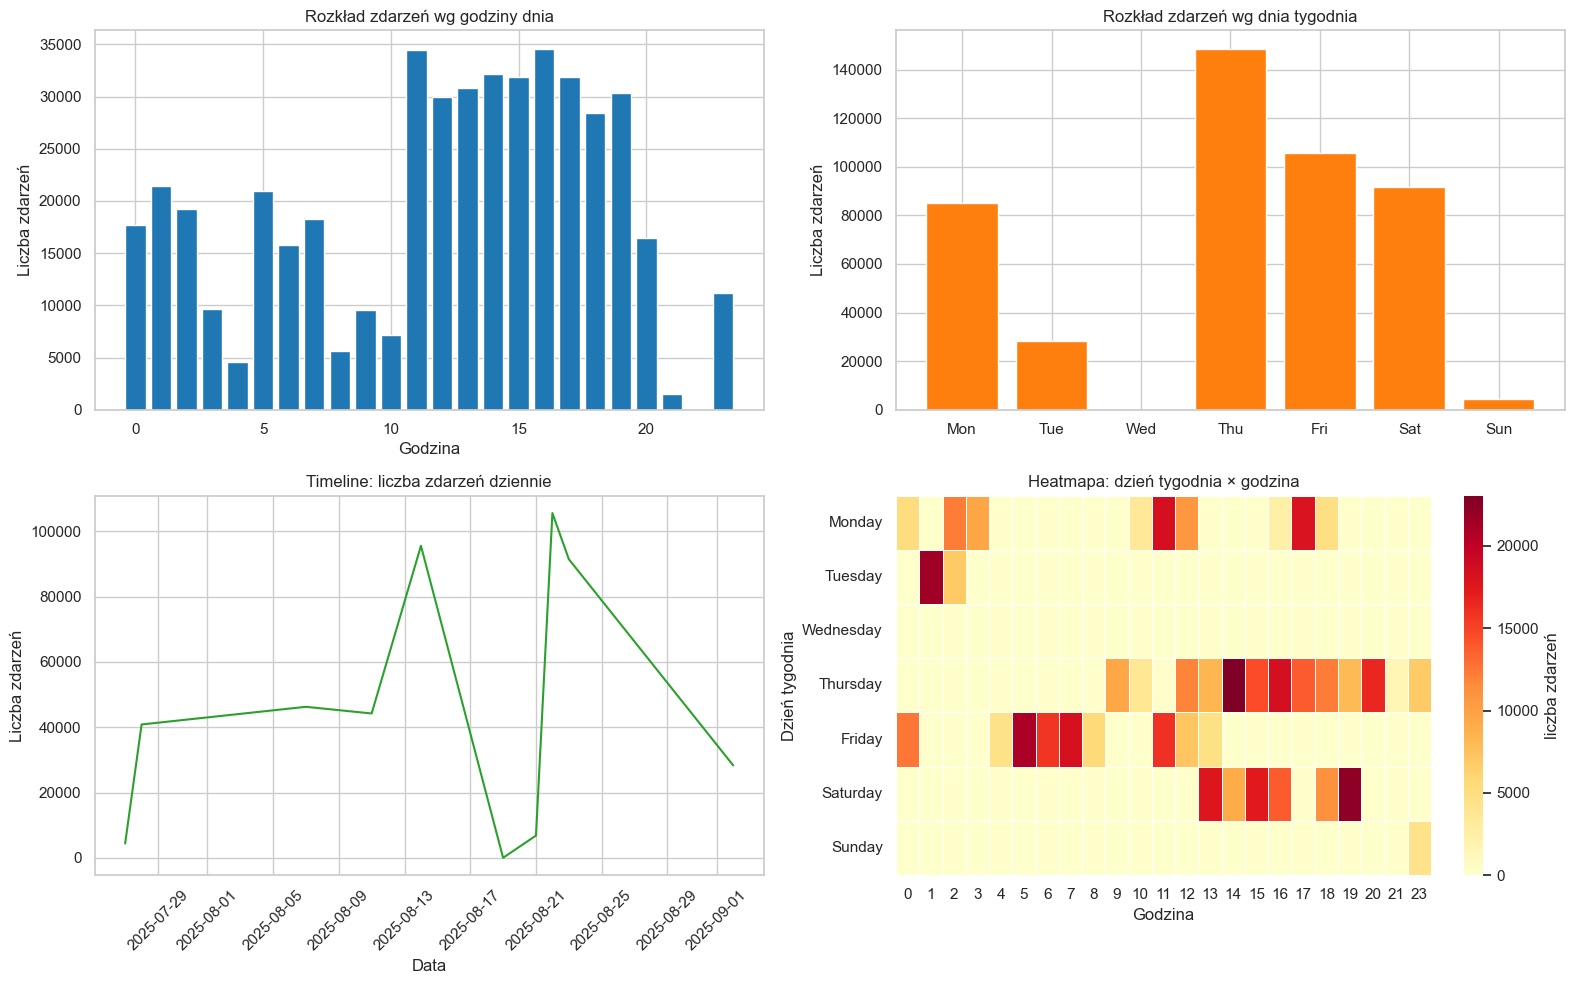 Rozkład zdarzeń wg godziny dnia
35000
30000
25000
20000
15000
10000
5000
0
Liczba zdarzeń
0 5 10 15 20
Godzina
Rozkład zdarzeń wg dnia tygodnia
140000
120000
100000
80000
60000
40000
20000
0
Liczba zdarzeń
Mon Tue Wed Thu Fri Sat Sun
Timeline: liczba zdarzeń dziennie
100000
80000
60000
40000
20000
0
Liczba zdarzeń
2025-07-29 2025-08-01 2025-08-05 2025-08-09 2025-08-13 2025-08-17 2025-08-21 2025-08-25 2025-08-29 2025-09-01
Data
Heatmapa: dzień tygodnia × godzina
Monday
Tuesday
Wednesday
Thursday
Friday
Saturday
Sunday
Dzień tygodnia
0 1 2 3 4 5 6 7 8 9 10 11 12 13 14 15 16 17 18 19 20 21 23
Godzina
20000
15000
10000
5000
0
liczba zdarzeń